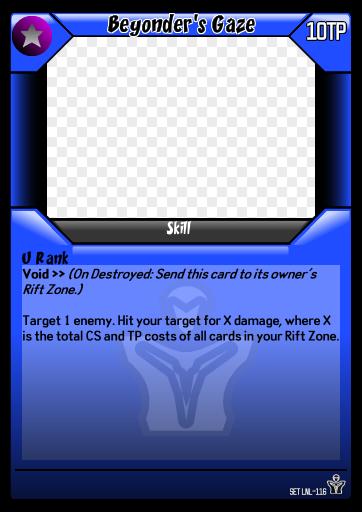 Beyonder's Gaze
10TP
Skill
U Rank
Void >> (On Destroyed: Send this card to its owner's
Rift Zone.)
Target 1 enemy. Hit your target for X damage, where X
is the total CS and TP costs of all cards in your Rift Zone.
SET LNL-116